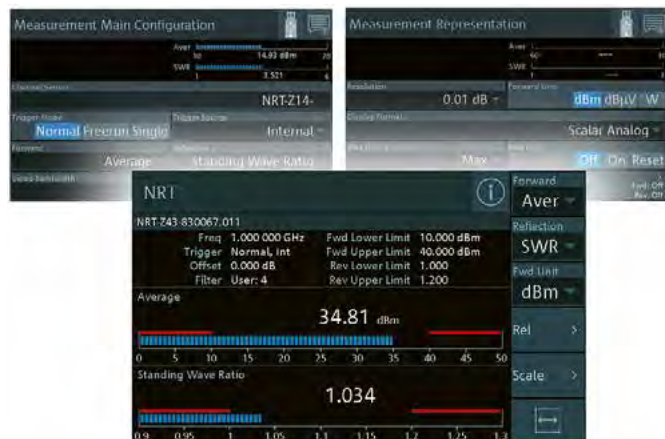 Measurement Main Configuration
Aver
14.93 dBm
SWR
1 3.521
NRT-Z14-
Trigger Mode Trigger Source
Normal Freerun Single Internal
Forward
Average Standing Wave Ratio
Video Bandwidth
Measurement Representation
Aver
SWR
Resolution Forward Unit
0.01 dB dBm dBµV W
Display Format
Scalar Analog
Max Off On Reset
Fwd: Off
Rev: Off
NRT
NRT-Z43-830067.011
Freq 1.000 000 GHz Fwd Lower Limit 10.000 dBm
Trigger Normal, Int Fwd Upper Limit 40.000 dBm
Offset 0.000 dB Rev Lower Limit 1.000
Filter User: 4 Rev Upper Limit 1.200
Average
34.81 dBm
0 5 10 15 20 25 30 35 40 45 50
Standing Wave Ratio
1.034
0.9 0.95 1 1.05 1.1 1.15 1.2 1.25 1.3
Forward
Aver
Reflection
SWR
Fwd Unit
dBm
Rel >
Scale >